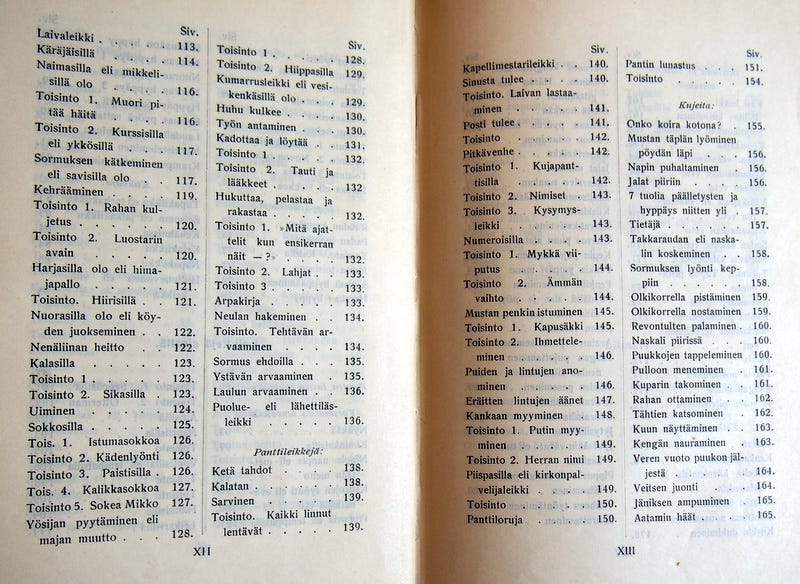 Siv.
Laivaleikki . . . . . 113.
Käräjäisillä . . . . 114.
Naimasilla eli mikkeli-
sillä olo . . . . 116.
Toisinto 1. Muori pi-
tää häitä . . . . 116.
Toisinto 2. Kurssisilla
eli ykkösillä . . . 117.
Sormuksen kätkeminen
eli savisilla olo . . 117.
Kehrääminen . . . . 119.
Toisinto 1. Rahan kul-
jetus . . . . . . 120.
Toisinto 2. Luostarin
avain . . . . . 120.
Harjasilla olo eli hima-
japallo . . . . . 121.
Toisinto. Hiirisillä . . 121.
Nuorasilla olo eli köy-
den juokseminen . . 122.
Nenäliinan heitto . . 122.
Kalasilla . . . . . 123.
Toisinto 1 . . . . . 123.
Toisinto 2. Sikasilla . 123.
Uiminen . . . . . 124.
Sokkosilla . . . . . 125.
Tois. 1. Istumasokkoa 126.
Toisinto 2. Kädenlyönti 126.
Toisinto 3. Paistisilla . 126.
Tois. 4. Kalikkasokkoa 127.
Toisinto 5. Sokea Mikko 127.
Yösijan pyytäminen eli
majan muutto . . . 128.
Siv.
Toisinto 1 . . . . . 128.
Toisinto 2. Hiippasilla 129.
Kumarrusleikki eli vesi-
kenkäsillä olo . . . 129.
Huhu kulkee . . . . 130.
Työn antaminen . . . 130.
Kadottaa ja löytää . . 131.
Toisinto 1 . . . . . 132.
Toisinto 2. Tauti ja
lääkkeet . . . . . 132
Hukuttaa, pelastaa ja
rakastaa . . . . . 132.
Toisinto 1. »Mitä ajat-
telit kun ensikerran
näit — ?» . . . . 132.
Toisinto 2. Lahjat . . 133.
Toisinto 3 . . . . . 133.
Arpakirja . . . . . 133.
Neulan hakeminen . . 134.
Toisinto. Tehtävän ar-
vaaminen . . . . 134.
Sormus ehdoilla . . . 135.
Ystävän arvaaminen . 135.
Laulun arvaaminen . . 136.
Puolue- eli lähettiläs-
leikki . . . . . . 136.
Panttileikkejä:
Ketä tahdot . . . . 138.
Kalatan . . . . . . 138.
Sarvinen . . . . . 139.
Toisinto. Kaikki linnut
lentävät . . . . . 139.
XII
Siv.
Kapellimestarileikki . . 140.
Sinusta tulee . . . . 140.
Toisinto. Laivan lastaa-
minen . . . . . 141.
Posti tulee . . . . . 141.
Toisinto . . . . . 142.
Pitkävenhe . . . . . 142.
Toisinto 1. Kujapant-
tisilla . . . . . 142.
Toisinto 2. Nimiset . 143.
Toisinto 3. Kysymys-
leikki . . . . . 143.
Numeroisilla . . . . 143.
Toisinto 1. Mykkä vii-
putus . . . . . . 144.
Toisinto 2. Ämmän
vaihto . . . . . 144.
Mustan penkin istuminen 145.
Toisinto 1. Kapusäkki 145.
Toisinto 2. Ihmettele-
minen . . . . . 146.
Puiden ja lintujen ano-
minen . . . . . 146.
Eräitten lintujen äänet 147.
Kankaan myyminen . 148.
Toisinto 1. Putin myy-
minen . . . . . 149.
Toisinto 2. Herran nimi 149.
Piispasilla eli kirkonpal-
velijaleikki . . . . 149.
Toisinto . . . . . 150.
Panttiloruja . . . . 150.
Siv.
Pantin lunastus . . . 151.
Toisinto . . . . . 154.
Kujeita:
Onko koira kotona? . 155.
Mustan täplän lyöminen
pöydän läpi . . . 156.
Napin puhaltaminen . 156.
Jalat piiriin . . . . 156.
7 tuolia päälletysten ja
hyppäys niitten yli . 157.
Tietäjä . . . . . . 157.
Takkaraudan eli naska-
lin koskeminen . . 158.
Sormuksen lyönti kep-
piin . . . . . . 158.
Olkikorrella pistäminen 159.
Olkikorrella nostaminen 159.
Revontulten palaminen . 160.
Naskali piirissä . . . 160.
Puukkojen tappeleminen 160.
Pulloon meneminen . 161.
Kuparin takominen . . 161.
Rahan ottaminen . . 162.
Tähtien katsominen . 162.
Kuun näyttäminen . . 163.
Kengän nauraminen . 163.
Veren vuoto puukon jäl-
jestä . . . . . . 164.
Veitsen juonti . . . . 164.
Jäniksen ampuminen . 165.
Aatamin häät . . . . 165.
XIII